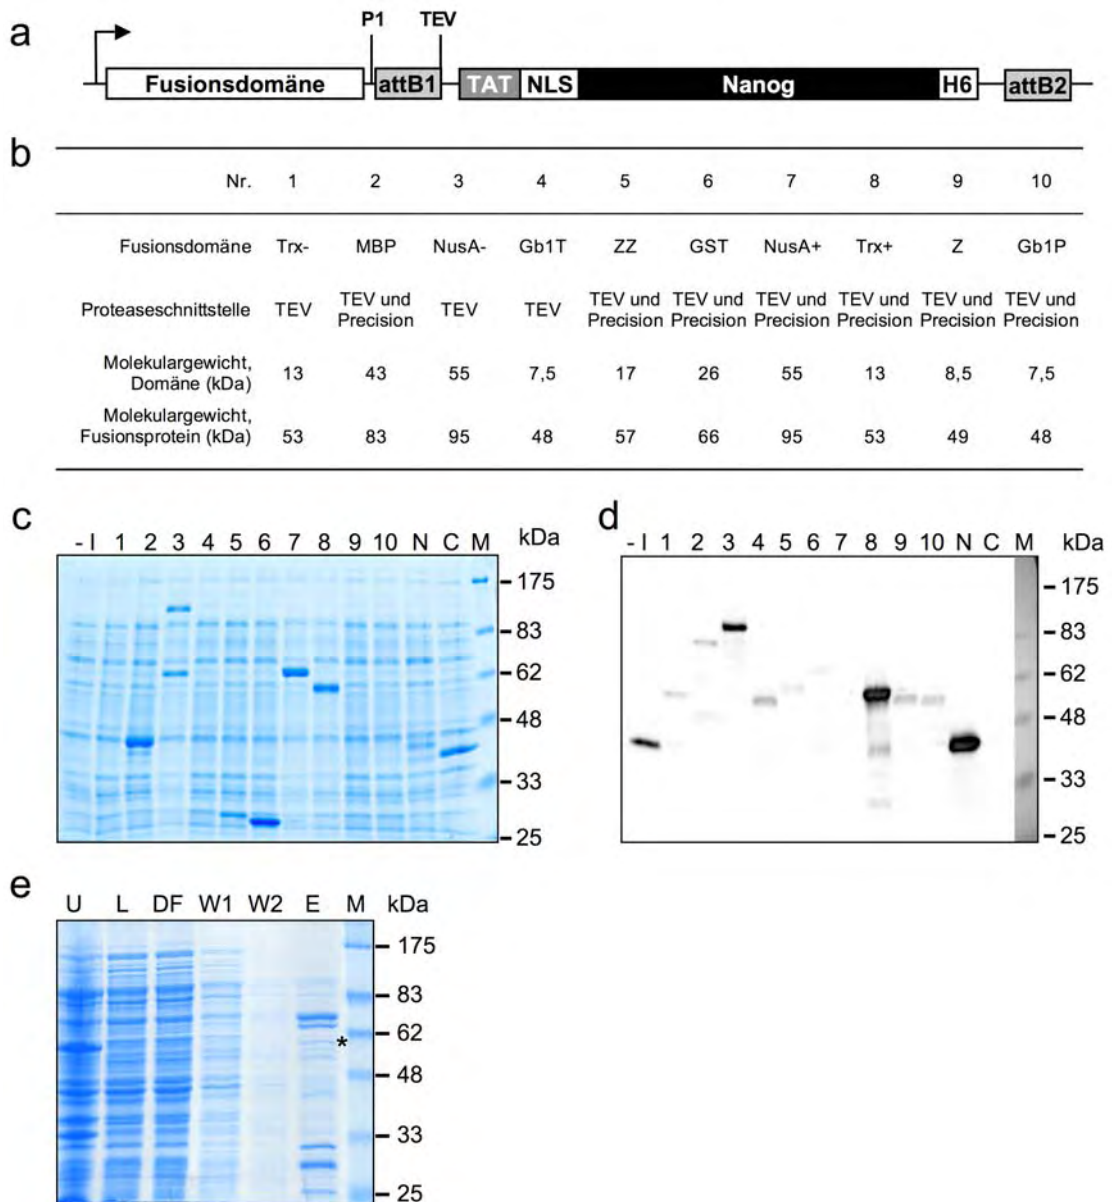 a
P1 TEV
Fusionsdomäne attB1 TAT NLS Nanog H6 attB2
b
Nr. 1 2 3 4 5 6 7 8 9 10
Fusionsdomäne Trx- MBP NusA- Gb1T ZZ GST NusA+ Trx+ Z Gb1P
Proteaseschnittstelle TEV TEV und Precision TEV TEV TEV und Precision TEV und Precision TEV und Precision TEV und Precision TEV und Precision TEV und Precision
Molekulargewicht,
Domäne (kDa) 13 43 55 7,5 17 26 55 13 8,5 7,5
Molekulargewicht,
Fusionsprotein (kDa) 53 83 95 48 57 66 95 53 49 48
c
- I 1 2 3 4 5 6 7 8 9 10 N C M kDa
175
83
62
48
33
25
d
- I 1 2 3 4 5 6 7 8 9 10 N C M kDa
175
83
62
48
33
25
e
U L DF W1 W2 E M kDa
175
83
62
*
48
33
25